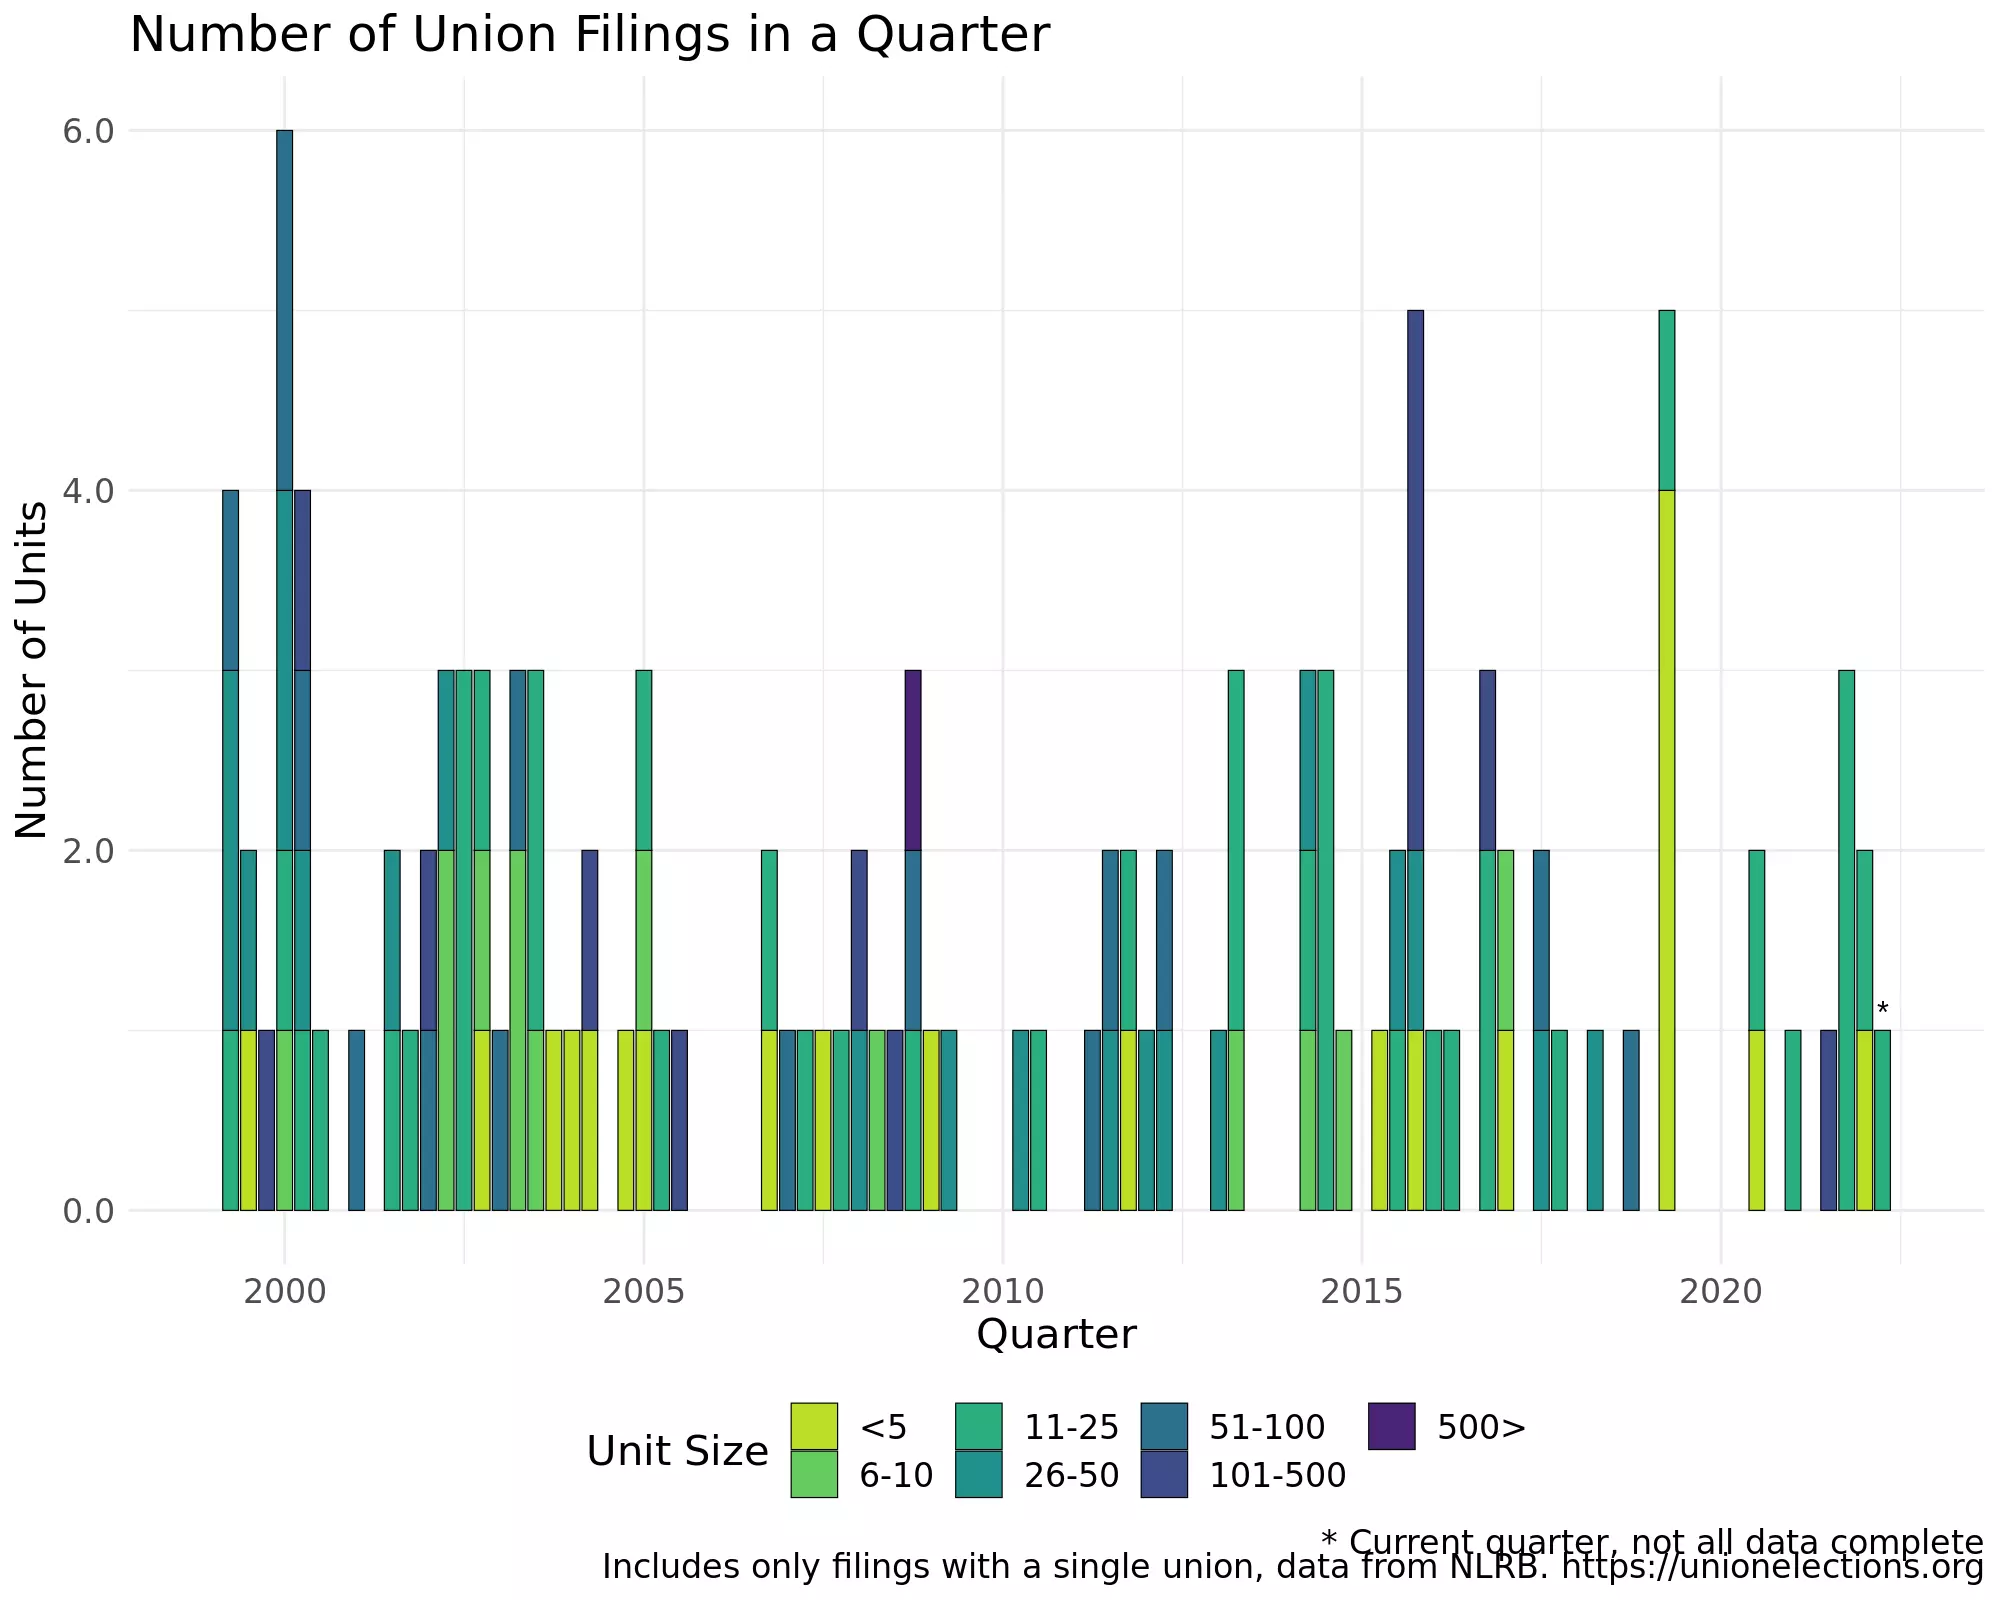 Number of Union Filings in a Quarter
6.0
4.0
2.0
0.0
Number of Units
*
2000 2005 2010 2015 2020
Quarter
Unit Size
<5 11-25 51-100 500>
6-10 26-50 101-500
* Current quarter, not all data complete
Includes only filings with a single union, data from NLRB. https://unionelections.org